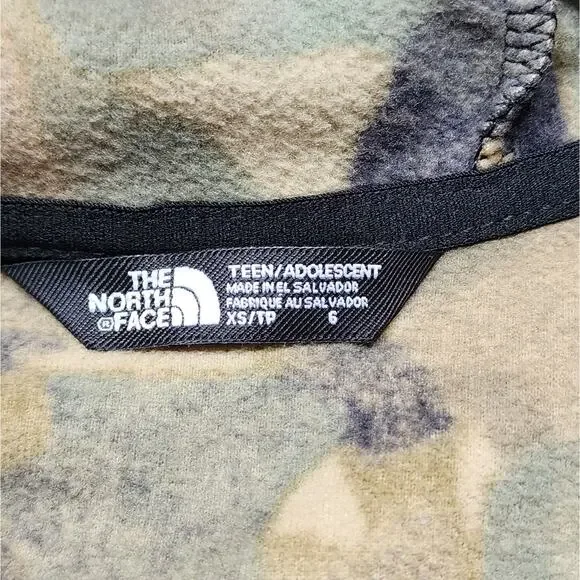 THE
NORTH
® FACE
TEEN/ADOLESCENT
MADE IN EL SALVADOR
FABRIQUE AU SALVADOR
XS/TP 6